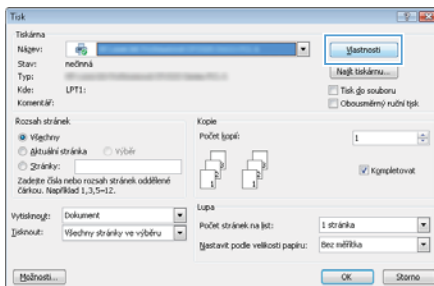 Tisk
Tiskárna
Název:
Vlastnosti
Stav: nečinná
Typ:
Najít tiskárnu...
Kde: LPT1:
Tisk do souboru
Komentář:
Obousměrný ruční tisk
Rozsah stránek
Všechny
Aktuální stránka
Výběr
Stránky:
Zadejte čísla nebo rozsah stránek oddělené
čárkou. Například 1,3,5–12.
Kopie
Počet kopií: 1
Kompletovat
Vytisknout: Dokument
Tisknout: Všechny stránky ve výběru
Lupa
Počet stránek na list: 1 stránka
Nastavit podle velikosti papíru: Bez měřítka
Možnosti...
OK
Storno